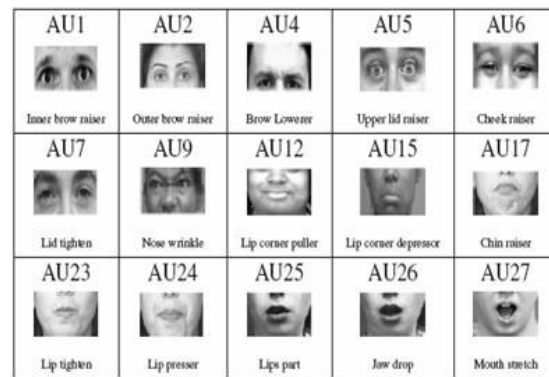 AU1 AU2 AU4 AU5 AU6
Inner brow raiser Outer brow raiser Brow Lowerer Upper lid raiser Cheek raiser
AU7 AU9 AU12 AU15 AU17
Lid tighten Nose wrinkle Lip corner puller Lip corner depressor Chin raiser
AU23 AU24 AU25 AU26 AU27
Lip tighten Lip presser Lips part Jaw drop Mouth stretch